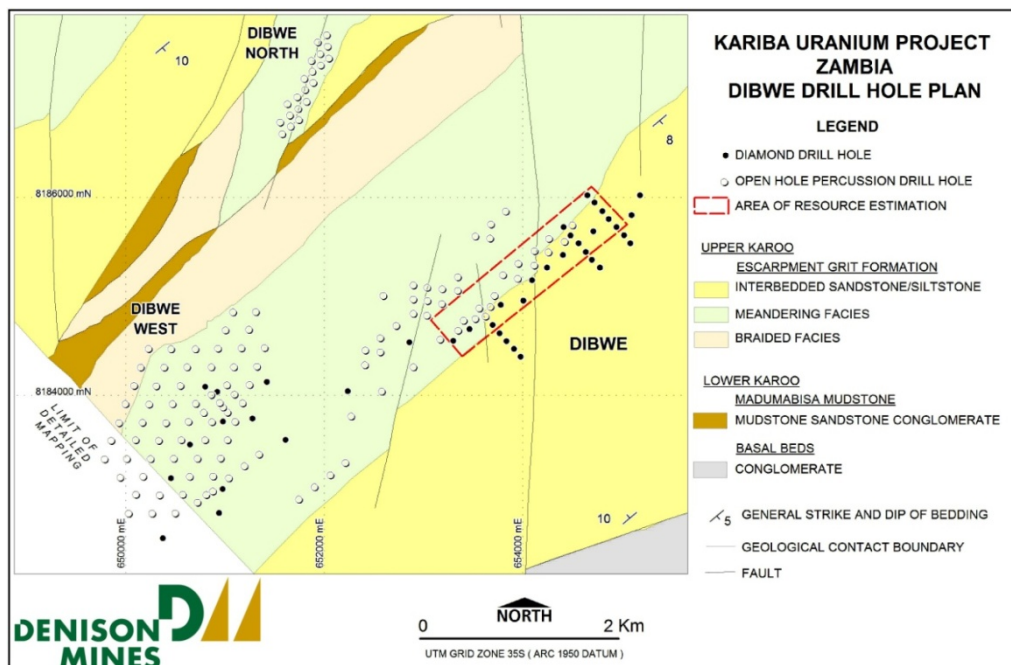 KARIBA URANIUM PROJECT
ZAMBIA
DIBWE DRILL HOLE PLAN
LEGEND
DIAMOND DRILL HOLE
OPEN HOLE PERCUSSION DRILL HOLE
AREA OF RESOURCE ESTIMATION
UPPER KAROO
ESCARPMENT GRIT FORMATION
INTERBEDDED SANDSTONE/SILTSTONE
MEANDERING FACIES
BRAIDED FACIES
LOWER KAROO
MADUMABISA MUDSTONE
MUDSTONE SANDSTONE CONGLOMERATE
BASAL BEDS
CONGLOMERATE
5 GENERAL STRIKE AND DIP OF BEDDING
GEOLOGICAL CONTACT BOUNDARY
FAULT
DIBWE
NORTH
10
8
8186000 mN
DIBWE
WEST
DIBWE
8184000 mN
LIMIT OF
DETAILED
MAPPING
10
650000 mE
652000 mE
654000 mE
DENISON
MINES
NORTH
0 2 Km
UTM GRID ZONE 35S ( ARC 1950 DATUM )